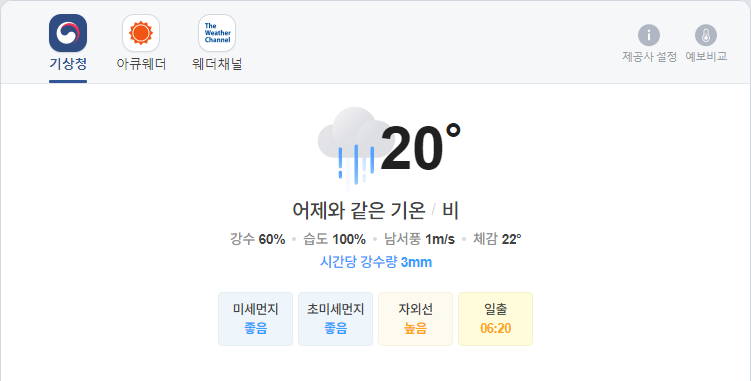 The
Weather
Channel
기상청 아큐웨더 웨더채널
제공사 설정 예보비교
20°
어제와 같은 기온 / 비
강수 60% • 습도 100% • 남서풍 1m/s • 체감 22°
시간당 강수량 3mm
미세먼지 초미세먼지 자외선 일출
좋음 좋음 높음 06:20